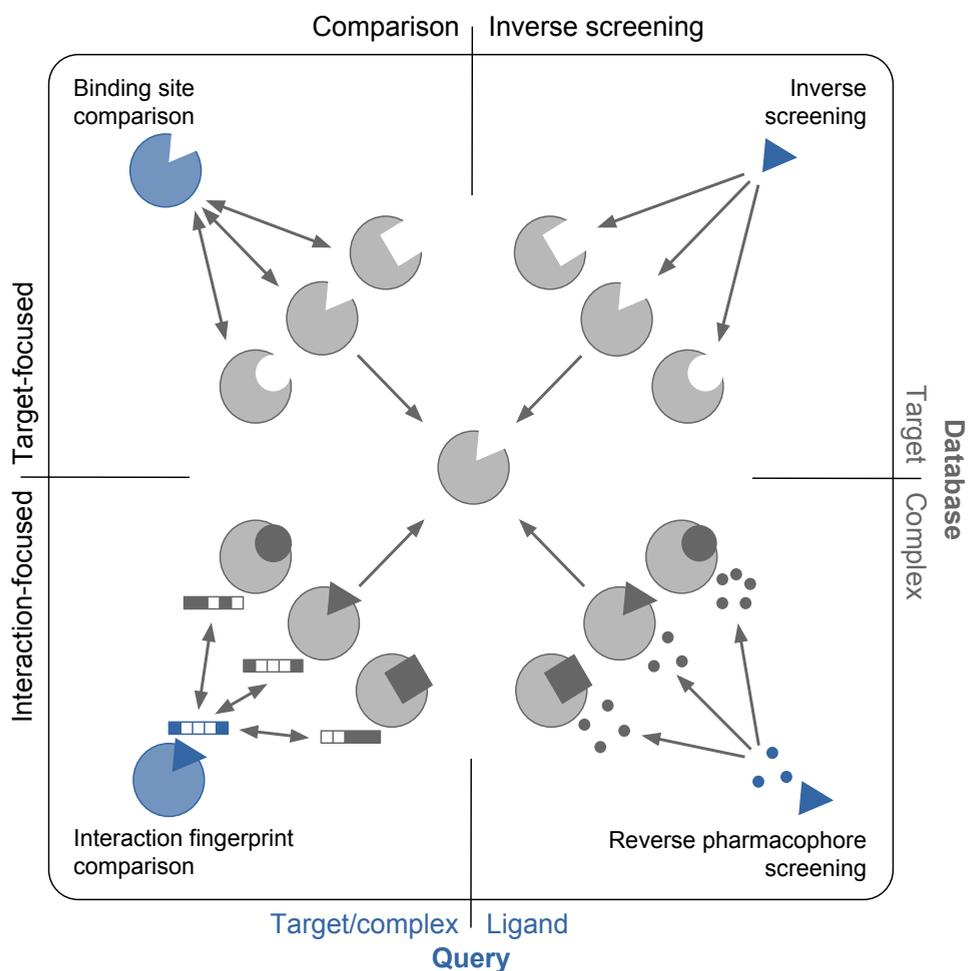 Comparison
Inverse screening
Binding site
comparison
Inverse
screening
Target-focused
Interaction-focused
Target
Complex
Database
Interaction fingerprint
comparison
Reverse pharmacophore
screening
Target/complex
Ligand
Query